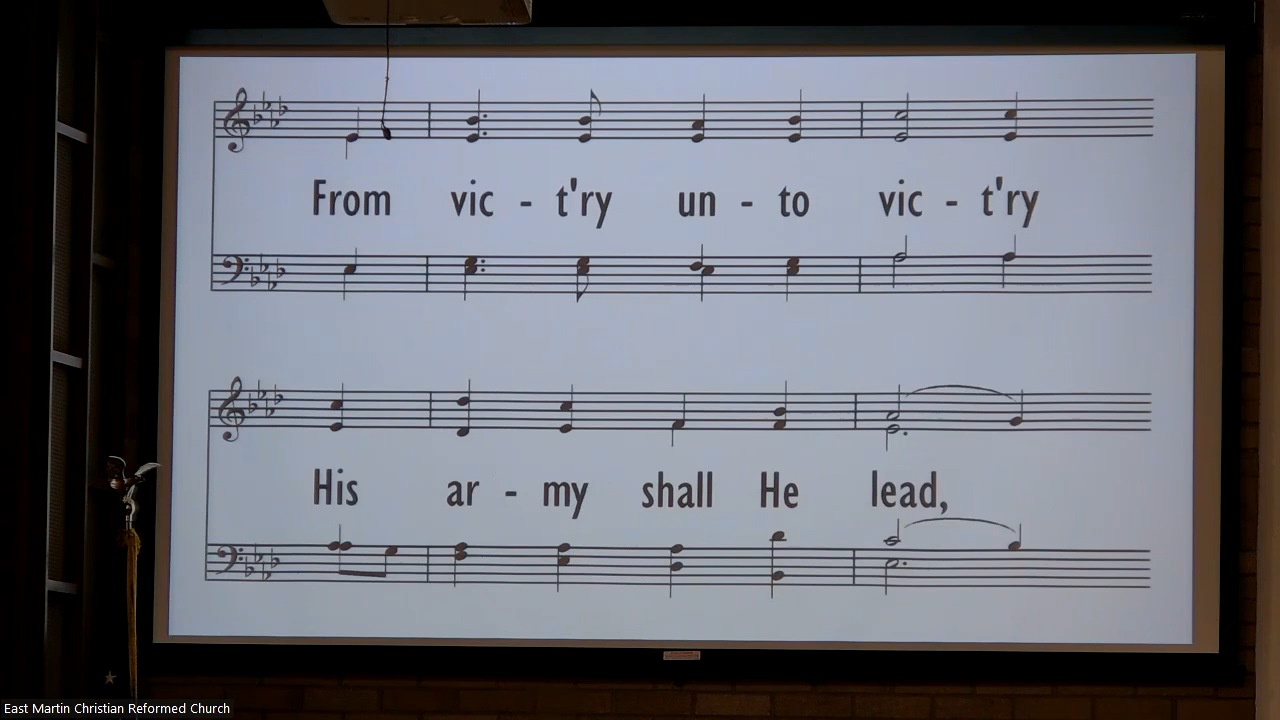 From vic - t'ry un - to vic - t'ry
His ar - my shall He lead,
East Martin Christian Reformed Church